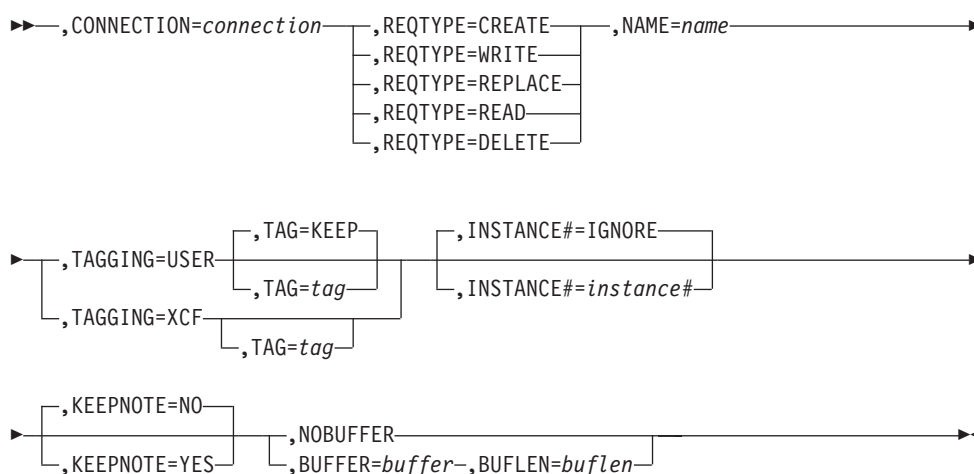 ,CONNECTION=connection ,REQTYPE=CREATE ,NAME=name
,REQTYPE=WRITE
,REQTYPE=REPLACE
,REQTYPE=READ
,REQTYPE=DELETE
,TAG=KEEP ,INSTANCE#=IGNORE
,TAGGING=USER
,TAG=tag ,INSTANCE#=instance#
,TAGGING=XCF
,TAG=tag
,KEEPNOTE=NO
,NOBUFFER
,KEEPNOTE=YES ,BUFFER=buffer ,BUFLEN=buflen